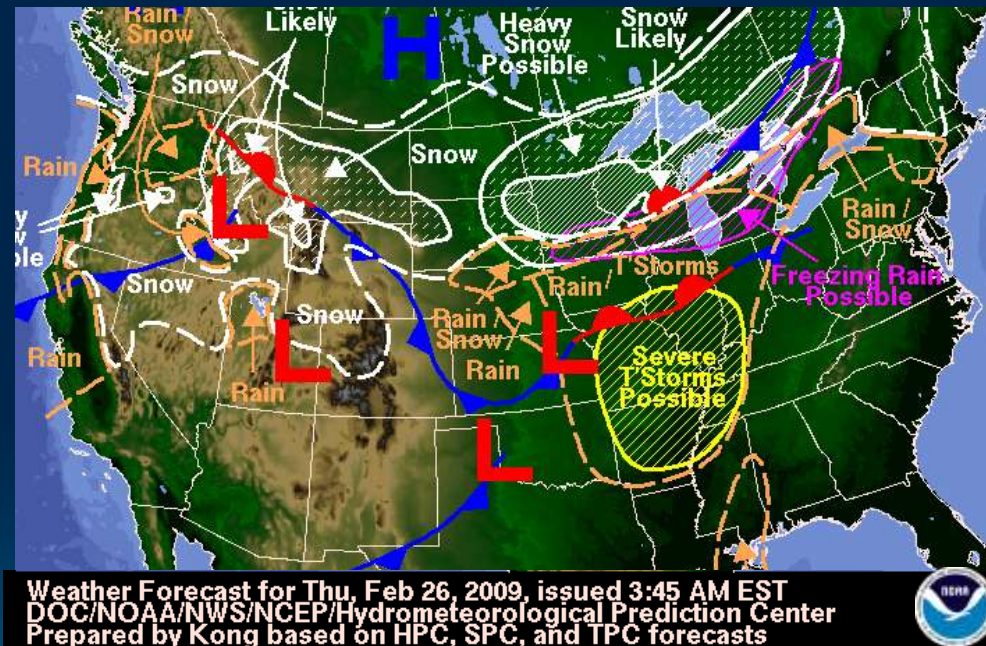 Rain /
Snow
Snow
Likely
H
Heavy
Snow
Possible
Snow
Likely
Snow
Snow
Rain
L
Rain /
Snow
Snow
Rain/
T'Storms
Freezing Rain
Possible
Snow
Rain /
Snow
L
L
Rain
Rain
Rain
Severe
T'Storms
Possible
L
Weather Forecast for Thu, Feb 26, 2009, issued 3:45 AM EST
DOC/NOAA/NWS/NCEP/Hydrometeorological Prediction Center
Prepared by Kong based on HPC, SPC, and TPC forecasts